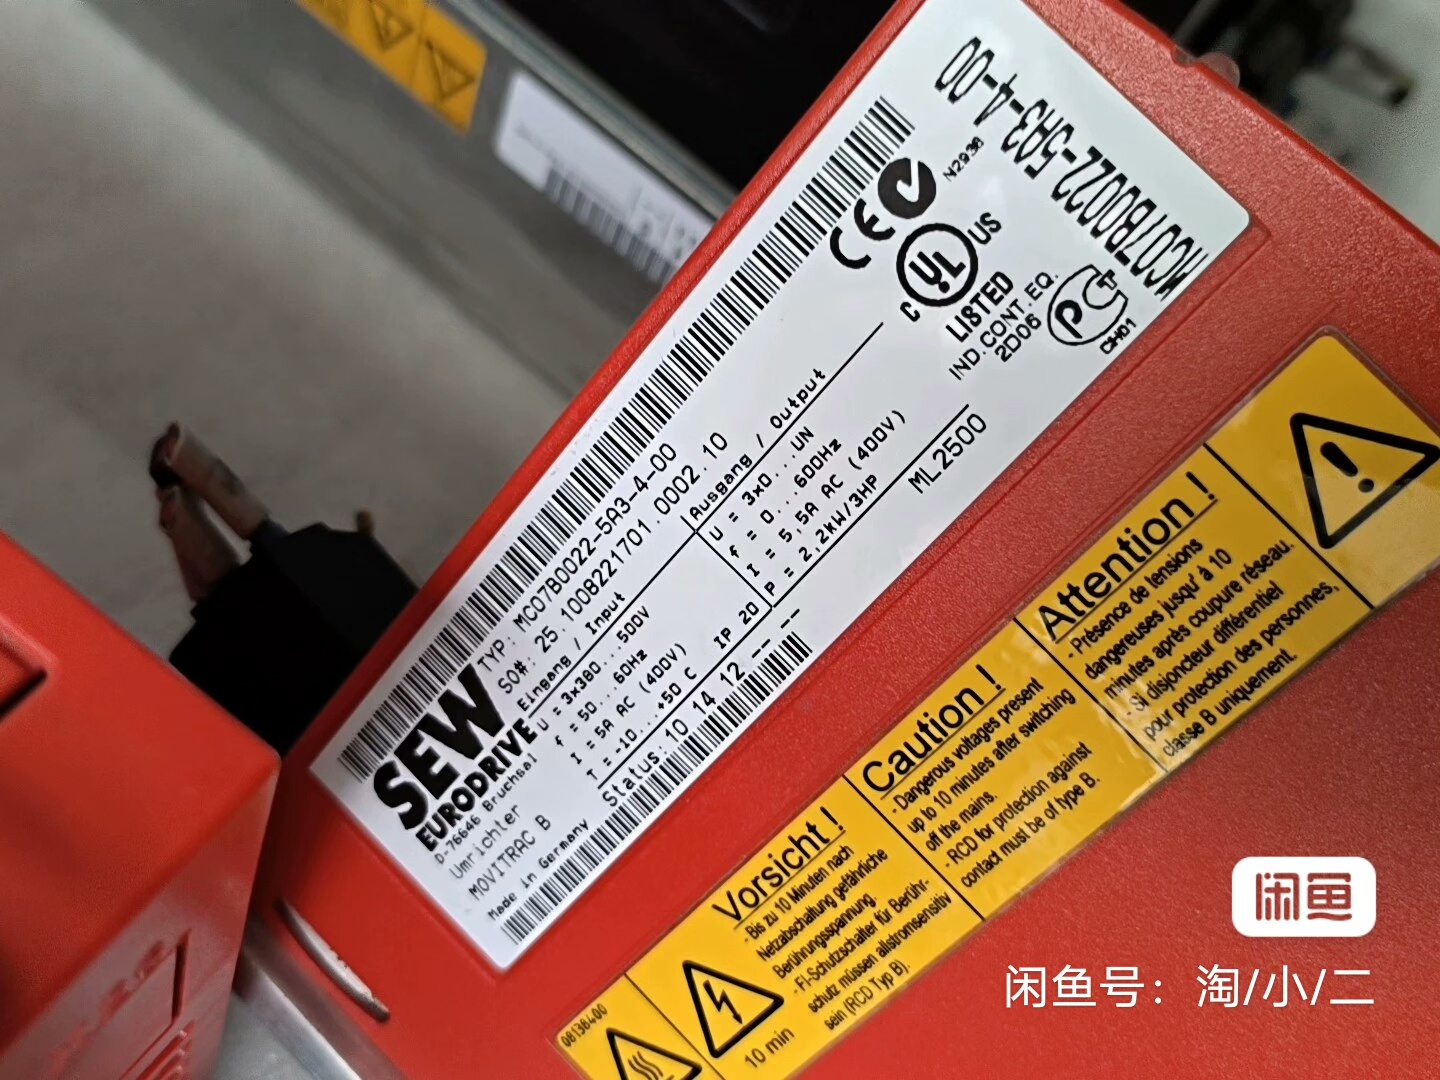 MC07B0022-5A3-4-00
N2936
C
UL
US
LISTED
IND.CONT.EQ.
2D06
TYP: MC07B0022-5A3-4-00
SO#: 25.1008221701.0002.10
Eingang / Input
U = 3x380...500V
f = 50...60Hz
I = 5A AC (400V)
T = -10...+50 C IP 20
Ausgang / Output
U = 3x0...UN
f = 0...600Hz
I = 5,5A AC (400V)
P = 2,2kW/3HP
Status: 10 14 12 -- -- --
ML2500
SEW
EURODRIVE
D-76646 Bruchsal
Umrichter
MOVITRAC B
Made in Germany
Vorsicht !
- Bis zu 10 Minuten nach
Netzabschaltung gefährliche
Berührungsspannung.
- FI-Schutzschalter für Berühr-
schutz müssen allstromsensitiv
sein (RCD Typ B).
Caution !
- Dangerous voltages present
up to 10 minutes after switching
off the mains.
- RCD for protection against
contact must be of type B.
Attention !
- Présence de tensions
dangereuses jusqu' à 10
minutes après coupure réseau.
- Si disjoncteur différentiel
pour protection des personnes,
classe B uniquement.
08138400
10 min
闲鱼
闲鱼号：淘/小/二